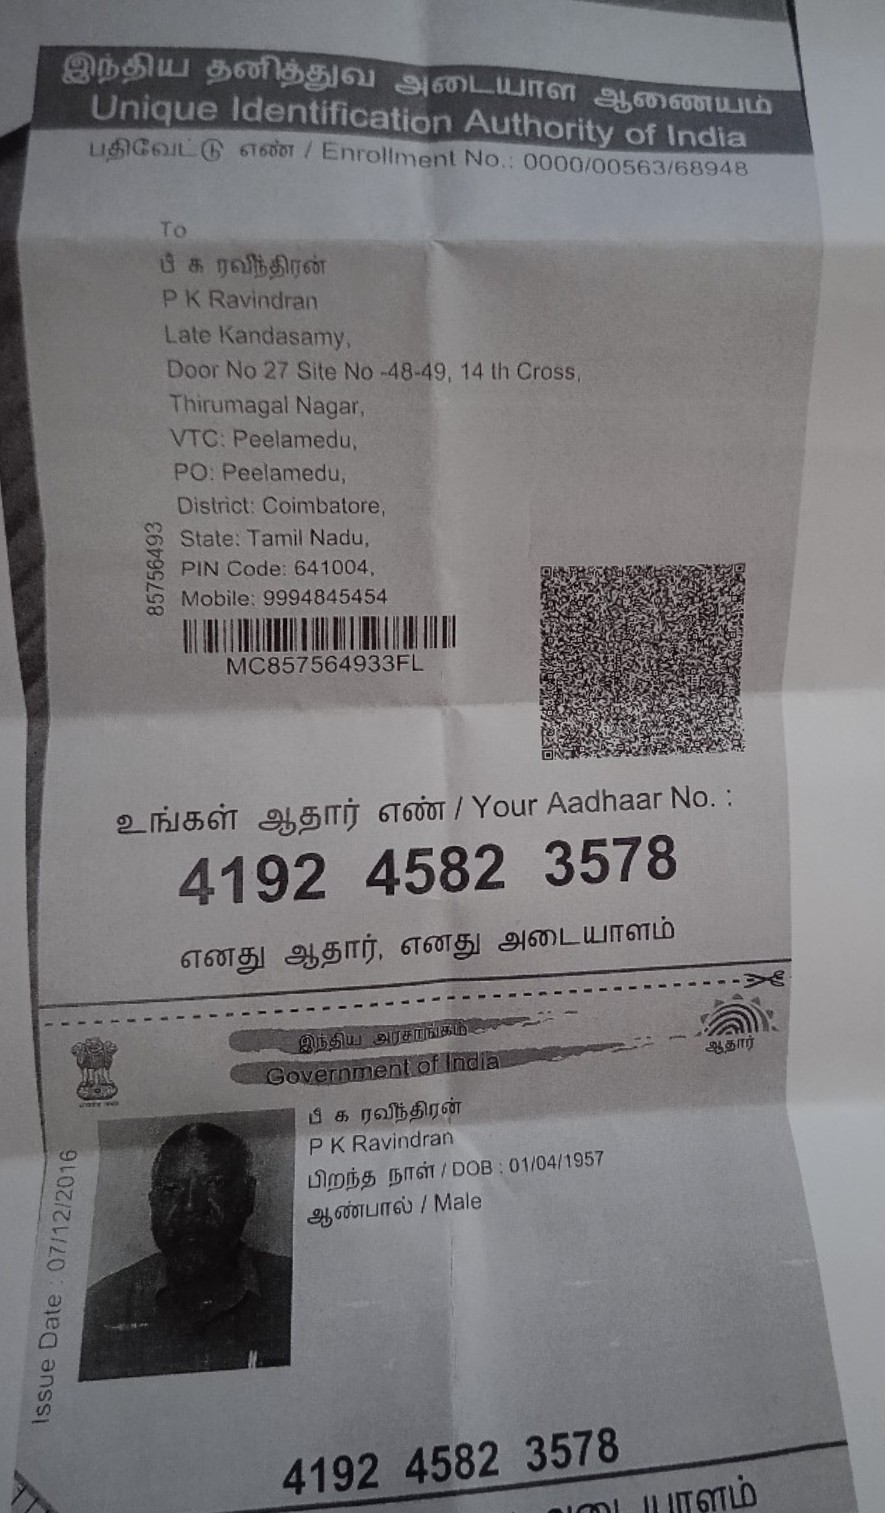 இந்திய தனித்துவ அடையாள ஆணையம்
Unique Identification Authority of India
பதிவேட்டு எண் / Enrollment No.: 0000/00563/68948
To
பீ க ரவீந்திரன்
P K Ravindran
Late Kandasamy,
Door No 27 Site No -48-49, 14 th Cross,
Thirumagal Nagar,
VTC: Peelamedu,
PO: Peelamedu,
District: Coimbatore,
State: Tamil Nadu,
PIN Code: 641004,
Mobile: 9994845454
85756493
MC857564933FL
உங்கள் ஆதார் எண் / Your Aadhaar No. :
4192 4582 3578
எனது ஆதார், எனது அடையாளம்
இந்திய அரசாங்கம்
Government of India
ஆதார்
பீ க ரவீந்திரன்
P K Ravindran
பிறந்த நாள் / DOB : 01/04/1957
ஆண்பால் / Male
Issue Date : 07/12/2016
4192 4582 3578